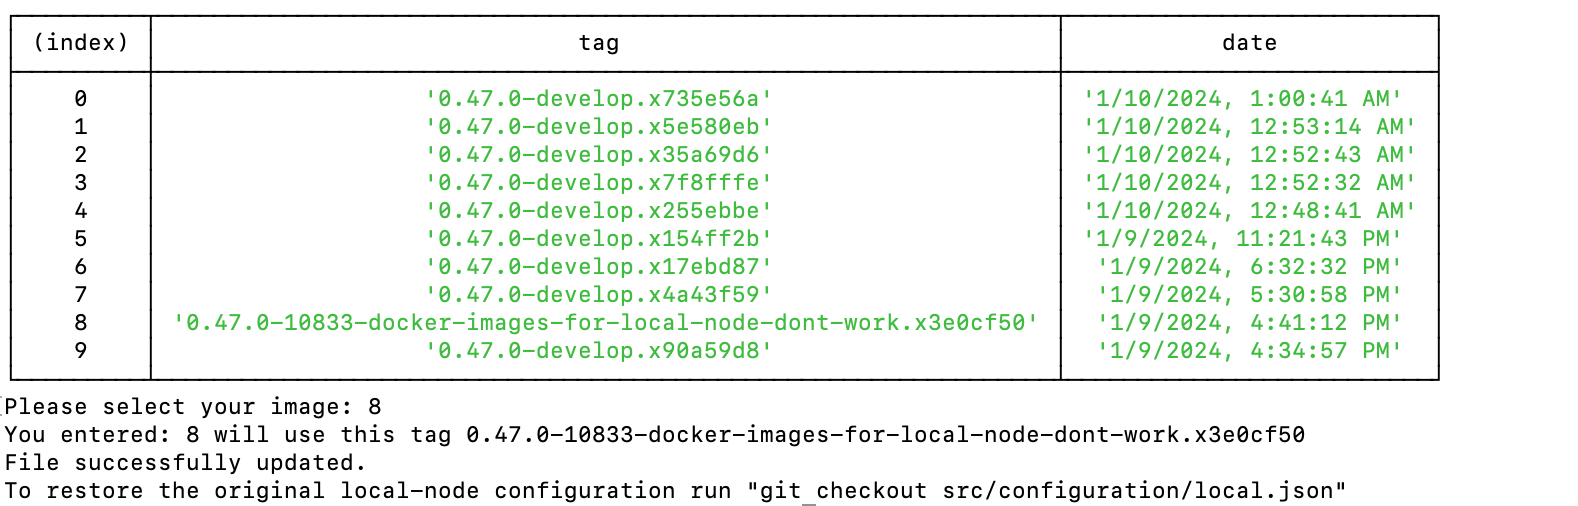 (index) tag date
0 '0.47.0-develop.x735e56a' '1/10/2024, 1:00:41 AM'
1 '0.47.0-develop.x5e580eb' '1/10/2024, 12:53:14 AM'
2 '0.47.0-develop.x35a69d6' '1/10/2024, 12:52:43 AM'
3 '0.47.0-develop.x7f8fffe' '1/10/2024, 12:52:32 AM'
4 '0.47.0-develop.x255ebbe' '1/10/2024, 12:48:41 AM'
5 '0.47.0-develop.x154ff2b' '1/9/2024, 11:21:43 PM'
6 '0.47.0-develop.x17ebd87' '1/9/2024, 6:32:32 PM'
7 '0.47.0-develop.x4a43f59' '1/9/2024, 5:30:58 PM'
8 '0.47.0-10833-docker-images-for-local-node-dont-work.x3e0cf50' '1/9/2024, 4:41:12 PM'
9 '0.47.0-develop.x90a59d8' '1/9/2024, 4:34:57 PM'
Please select your image: 8
You entered: 8 will use this tag 0.47.0-10833-docker-images-for-local-node-dont-work.x3e0cf50
File successfully updated.
To restore the original local-node configuration run "git checkout src/configuration/local.json"